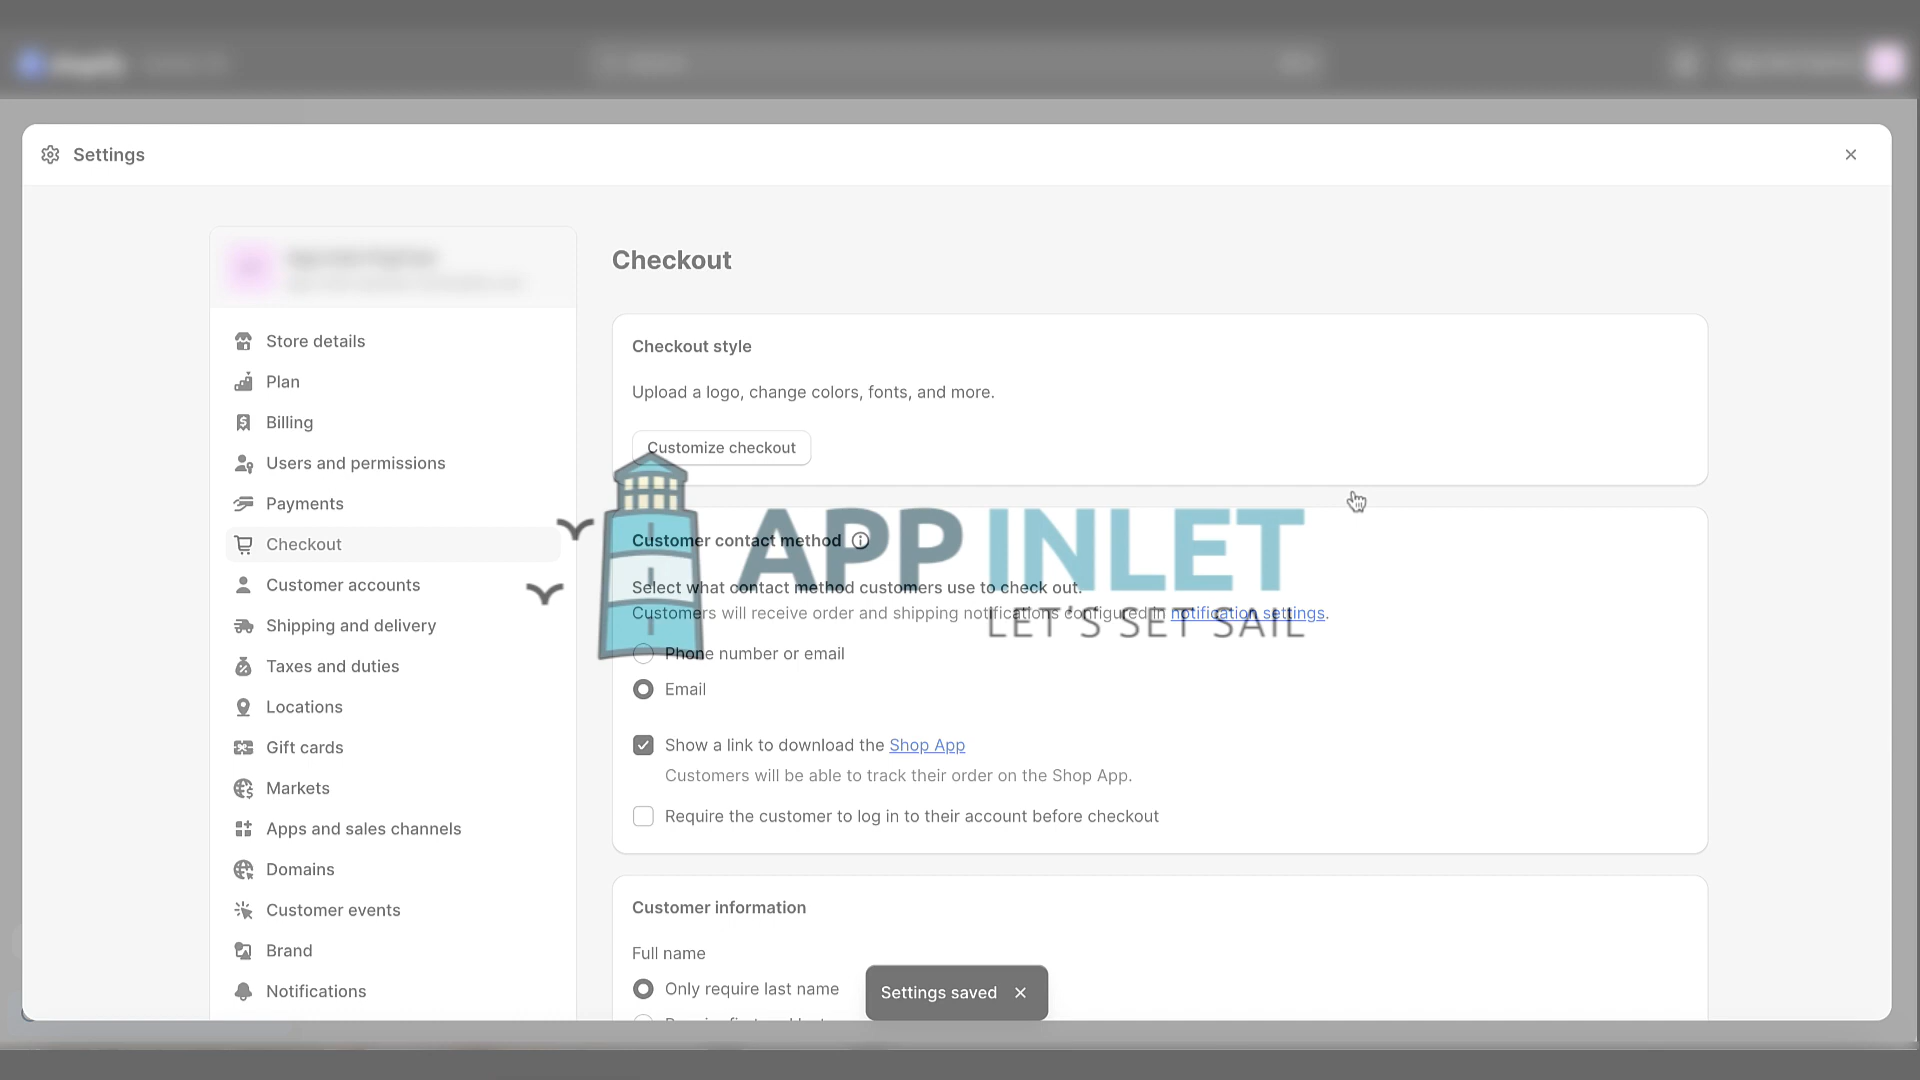 Settings
Checkout
Store details
Plan
Billing
Users and permissions
Payments
Checkout
Customer accounts
Shipping and delivery
Taxes and duties
Locations
Gift cards
Markets
Apps and sales channels
Domains
Customer events
Brand
Notifications
Checkout style
Upload a logo, change colors, fonts, and more.
Customize checkout
APP INLET
LET'S SET SAIL
Customer contact method
Select what contact method customers use to check out.
Customers will receive order and shipping notifications configured in notification settings.
Phone number or email
Email
Show a link to download the Shop App
Customers will be able to track their order on the Shop App.
Require the customer to log in to their account before checkout
Customer information
Full name
Only require last name
Settings saved